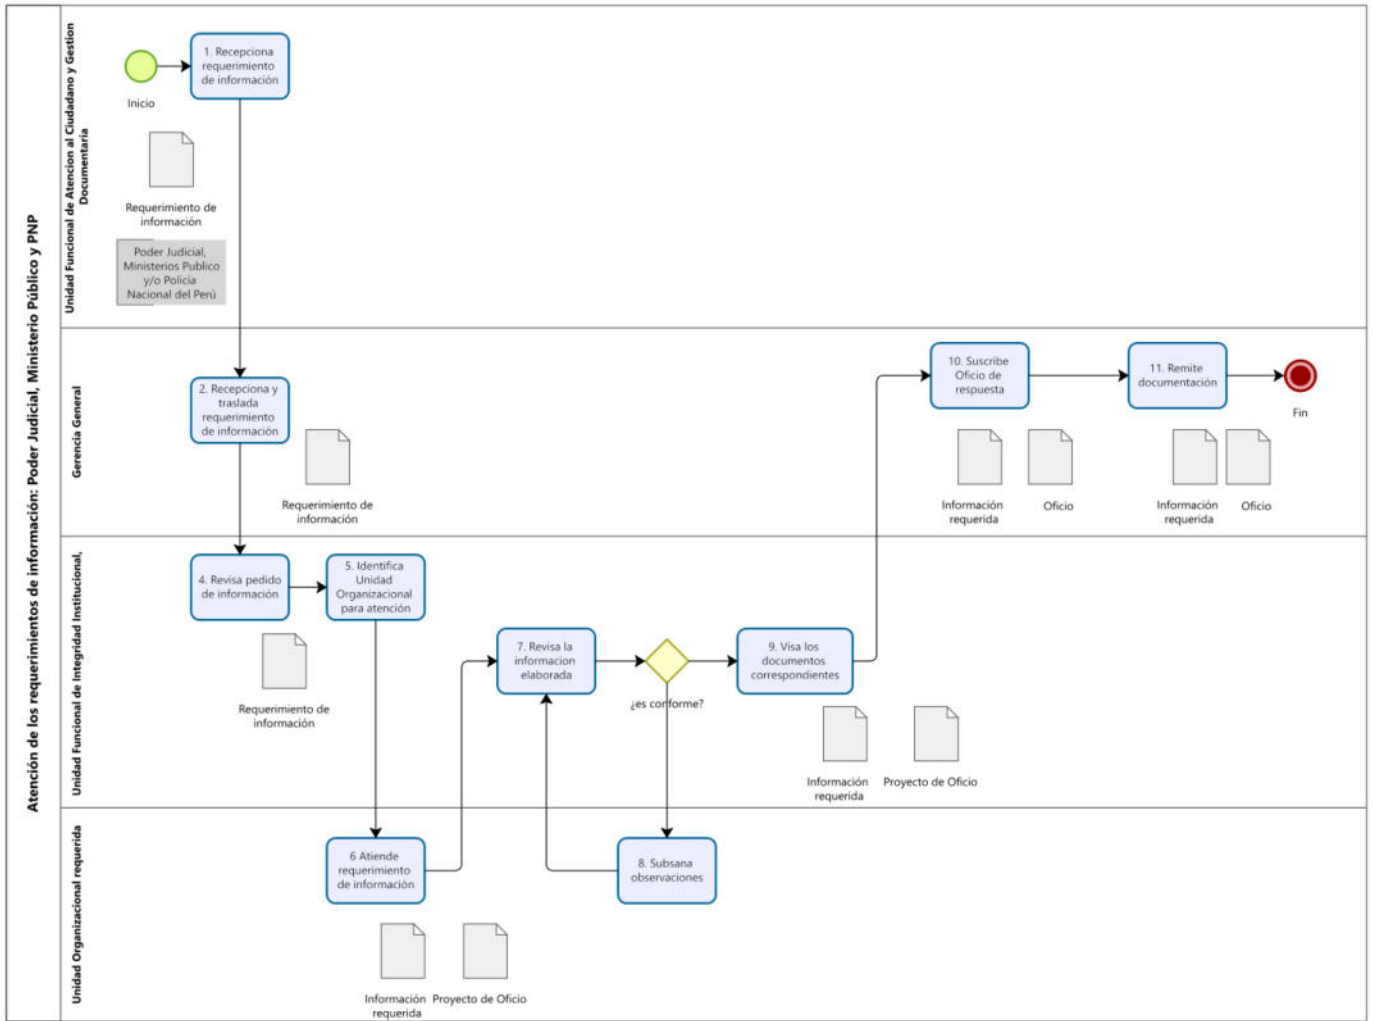 Atención de los requerimientos de información: Poder Judicial, Ministerio Público y PNP
Unidad Funcional de Atencion al Ciudadano y Gestion
Documentaria
Inicio
1. Recepciona
requerimiento
de información
Requerimiento de
información
Poder Judicial,
Ministerios Publico
y/o Policia
Nacional del Perú
Gerencia General
2. Recepciona y
traslada
requerimiento
de información
Requerimiento de
información
10. Suscribe
Oficio de
respuesta
Información
requerida
Oficio
11. Remite
documentación
Información
requerida
Oficio
Fin
Unidad Funcional de Integridad Institucional,
4. Revisa pedido
de información
Requerimiento de
información
5. Identifica
Unidad
Organizacional
para atención
7. Revisa la
informacion
elaborada
¿es conforme?
9. Visa los
documentos
correspondientes
Información
requerida
Proyecto de Oficio
Unidad Organizacional requerida
6 Atiende
requerimiento
de información
Información
requerida
Proyecto de Oficio
8. Subsana
observaciones